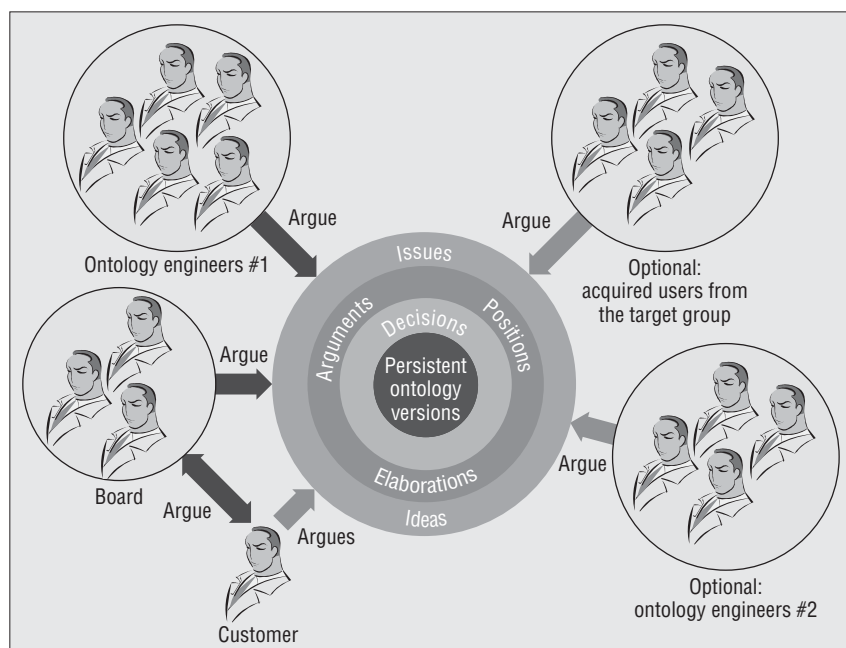 Argue
Ontology engineers #1
Argue
Optional:
acquired users from
the target group
Issues
Arguments
Positions
Decisions
Persistent
ontology
versions
Elaborations
Ideas
Argue
Board
Argue
Argues
Customer
Argue
Optional:
ontology engineers #2